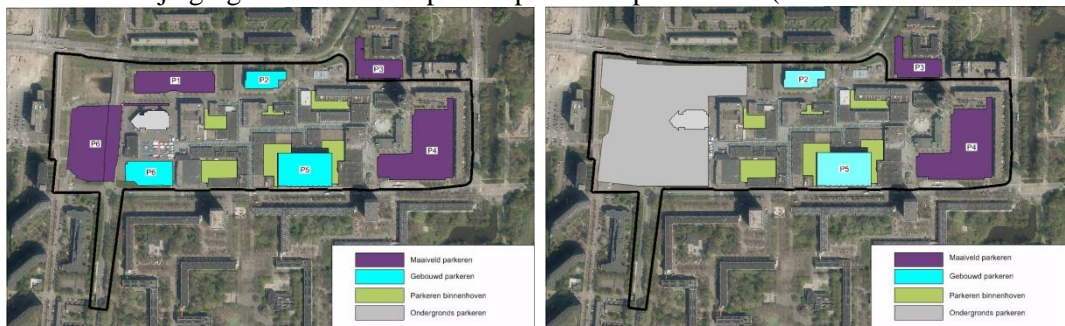 P1
P2
P3
P6
P4
P6
P5
Maaiveld parkeren
Gebouwd parkeren
Parkeren binnenhoven
Ondergronds parkeren
P2
P3
P4
P5
Maaiveld parkeren
Gebouwd parkeren
Parkeren binnenhoven
Ondergronds parkeren